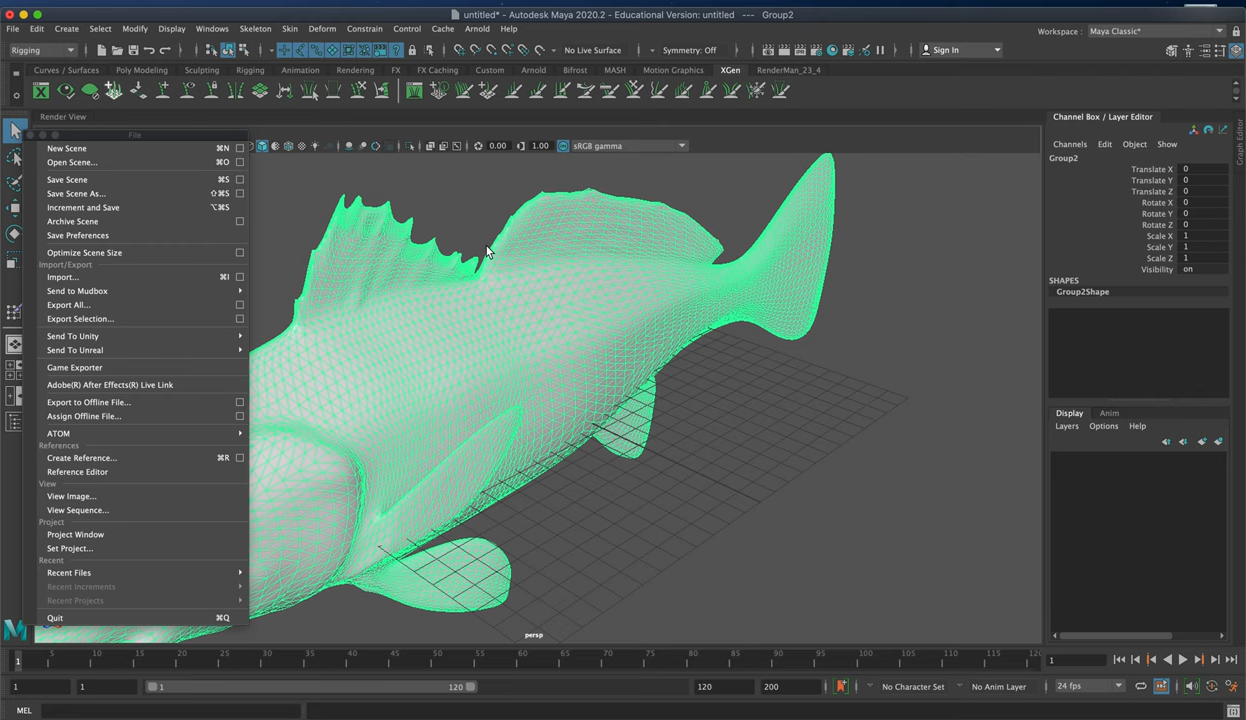 untitled* - Autodesk Maya 2020.2 - Educational Version: untitled --- Group2
File Edit Create Select Modify Display Windows Skeleton Skin Deform Constrain Control Cache Arnold Help
Workspace: Maya Classic*
Rigging
No Live Surface
Symmetry: Off
Sign In
Curves / Surfaces Poly Modeling Sculpting Rigging Animation Rendering FX FX Caching Custom Arnold Bifrost MASH Motion Graphics XGen RenderMan_23_4
Render View
Channel Box / Layer Editor
File
0.00 1.00 sRGB gamma
New Scene ⌘N
Open Scene... ⌘O
Save Scene ⌘S
Save Scene As... ⇧⌘S
Increment and Save ⌥⌘S
Archive Scene
Save Preferences
Optimize Scene Size
Import/Export
Import... ⌘I
Send to Mudbox
Export All...
Export Selection...
Send To Unity
Send To Unreal
Game Exporter
Adobe(R) After Effects(R) Live Link
Export to Offline File...
Assign Offline File...
ATOM
References
Create Reference... ⌘R
Reference Editor
View
View Image...
View Sequence...
Project
Project Window
Set Project...
Recent
Recent Files
Recent Increments
Recent Projects
Quit ⌘Q
persp
Channels Edit Object Show
Group2
Translate X 0
Translate Y 0
Translate Z 0
Rotate X 0
Rotate Y 0
Rotate Z 0
Scale X 1
Scale Y 1
Scale Z 1
Visibility on
SHAPES
Group2Shape
Display Anim
Layers Options Help
Graph Editor
1 5 10 15 20 25 30 35 40 45 50 55 60 65 70 75 80 85 90 95 100 105 110 115 1
1
1 1 1 120 120 200 No Character Set No Anim Layer 24 fps
MEL